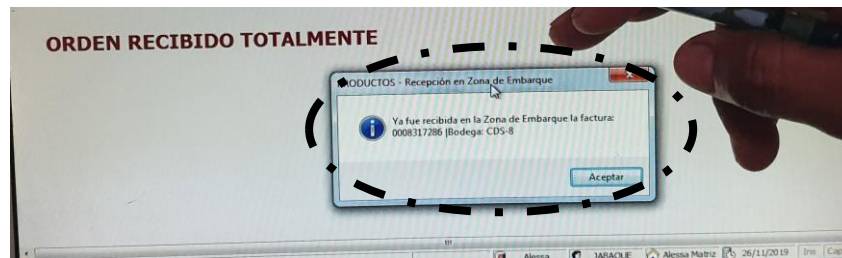 ORDEN RECIBIDO TOTALMENTE
PRODUCTOS - Recepción en Zona de Embarque
Ya fue recibida en la Zona de Embarque la factura:
0008317286 |Bodega: CDS-8
Aceptar
Alessa JABAQUE Alessa Matriz 26/11/2019 Ins Cap